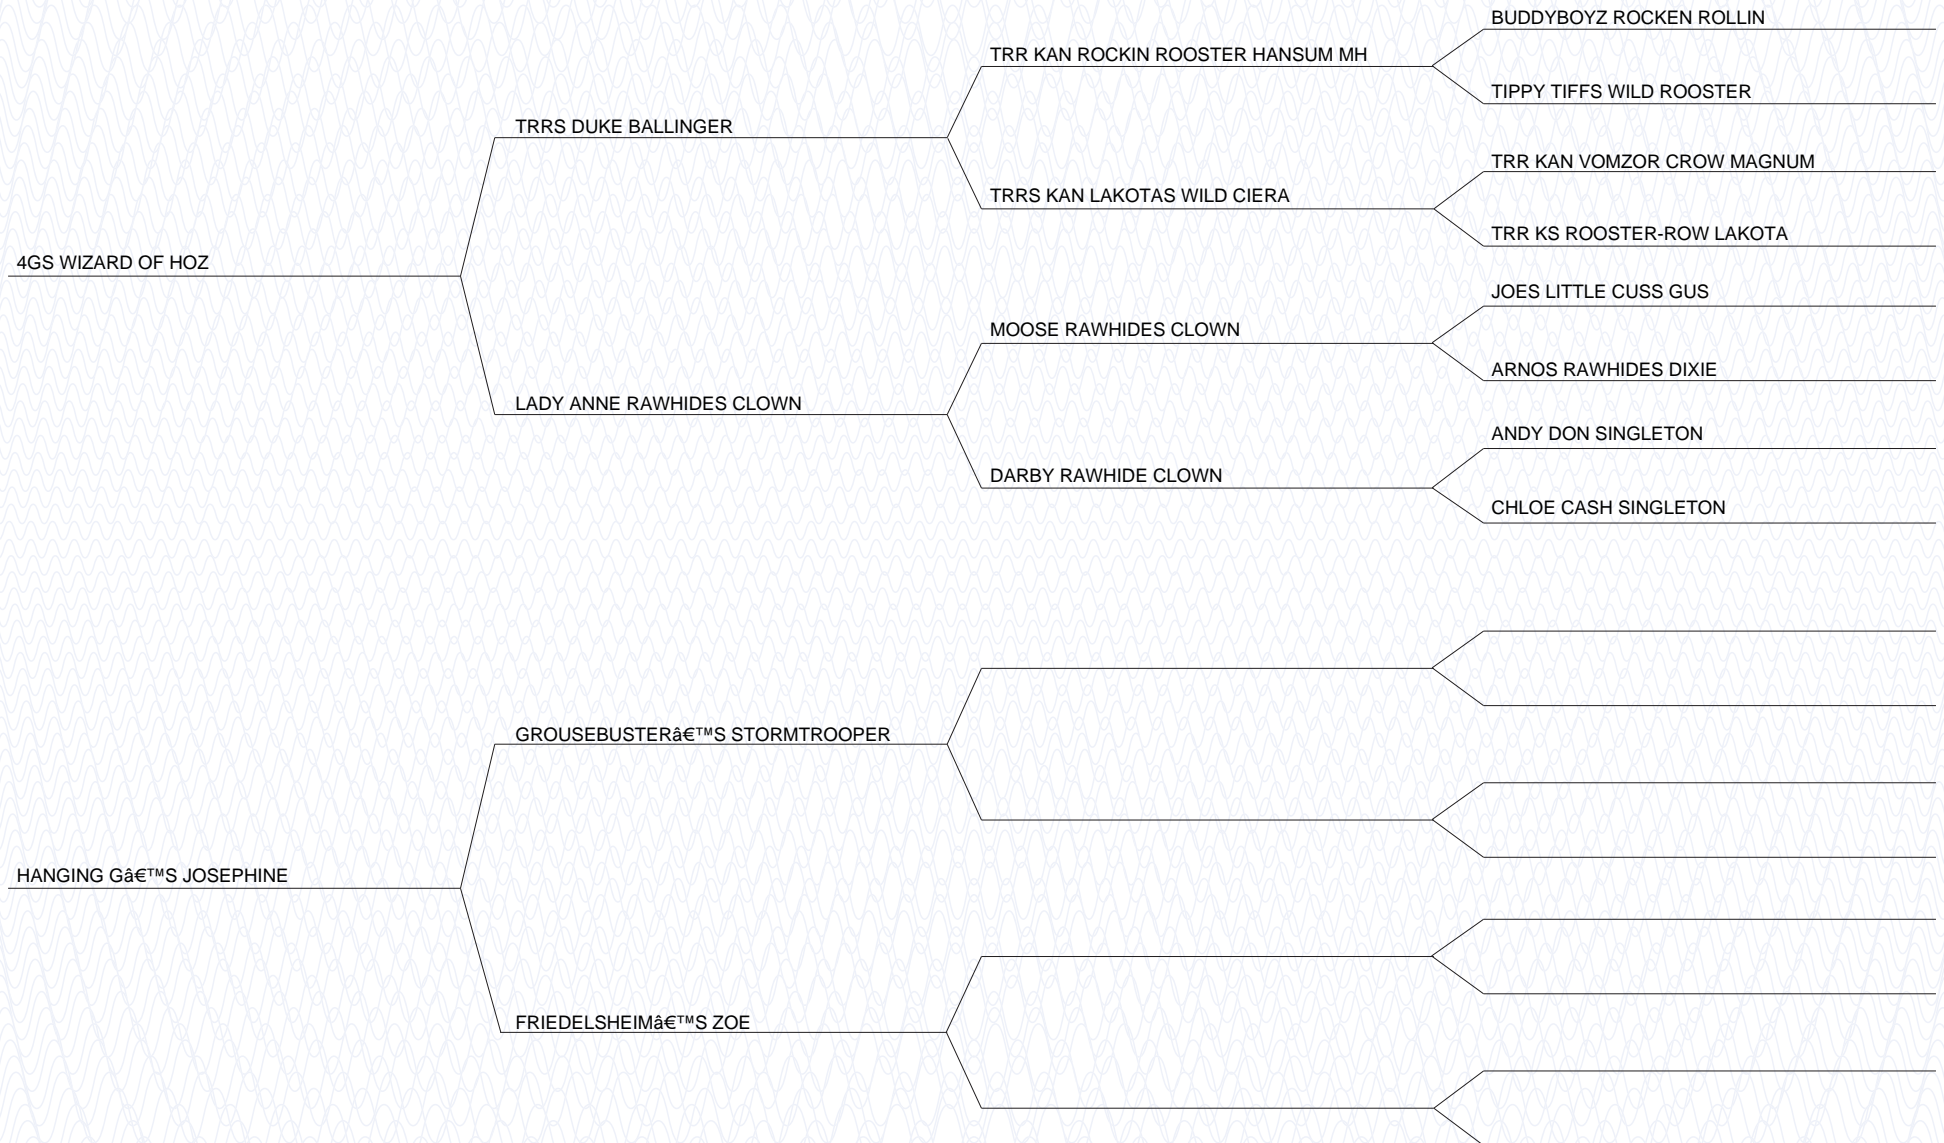 BUDDYBOYZ ROCKEN ROLLIN
TRR KAN ROCKIN ROOSTER HANSUM MH
TIPPY TIFFS WILD ROOSTER
TRRS DUKE BALLINGER
TRR KAN VOMZOR CROW MAGNUM
TRRS KAN LAKOTAS WILD CIERA
TRR KS ROOSTER-ROW LAKOTA
4GS WIZARD OF HOZ
JOES LITTLE CUSS GUS
MOOSE RAWHIDES CLOWN
ARNOS RAWHIDES DIXIE
LADY ANNE RAWHIDES CLOWN
ANDY DON SINGLETON
DARBY RAWHIDE CLOWN
CHLOE CASH SINGLETON
GROUSEBUSTERâ€™S STORMTROOPER
HANGING Gâ€™S JOSEPHINE
FRIEDELSHEIMâ€™S ZOE